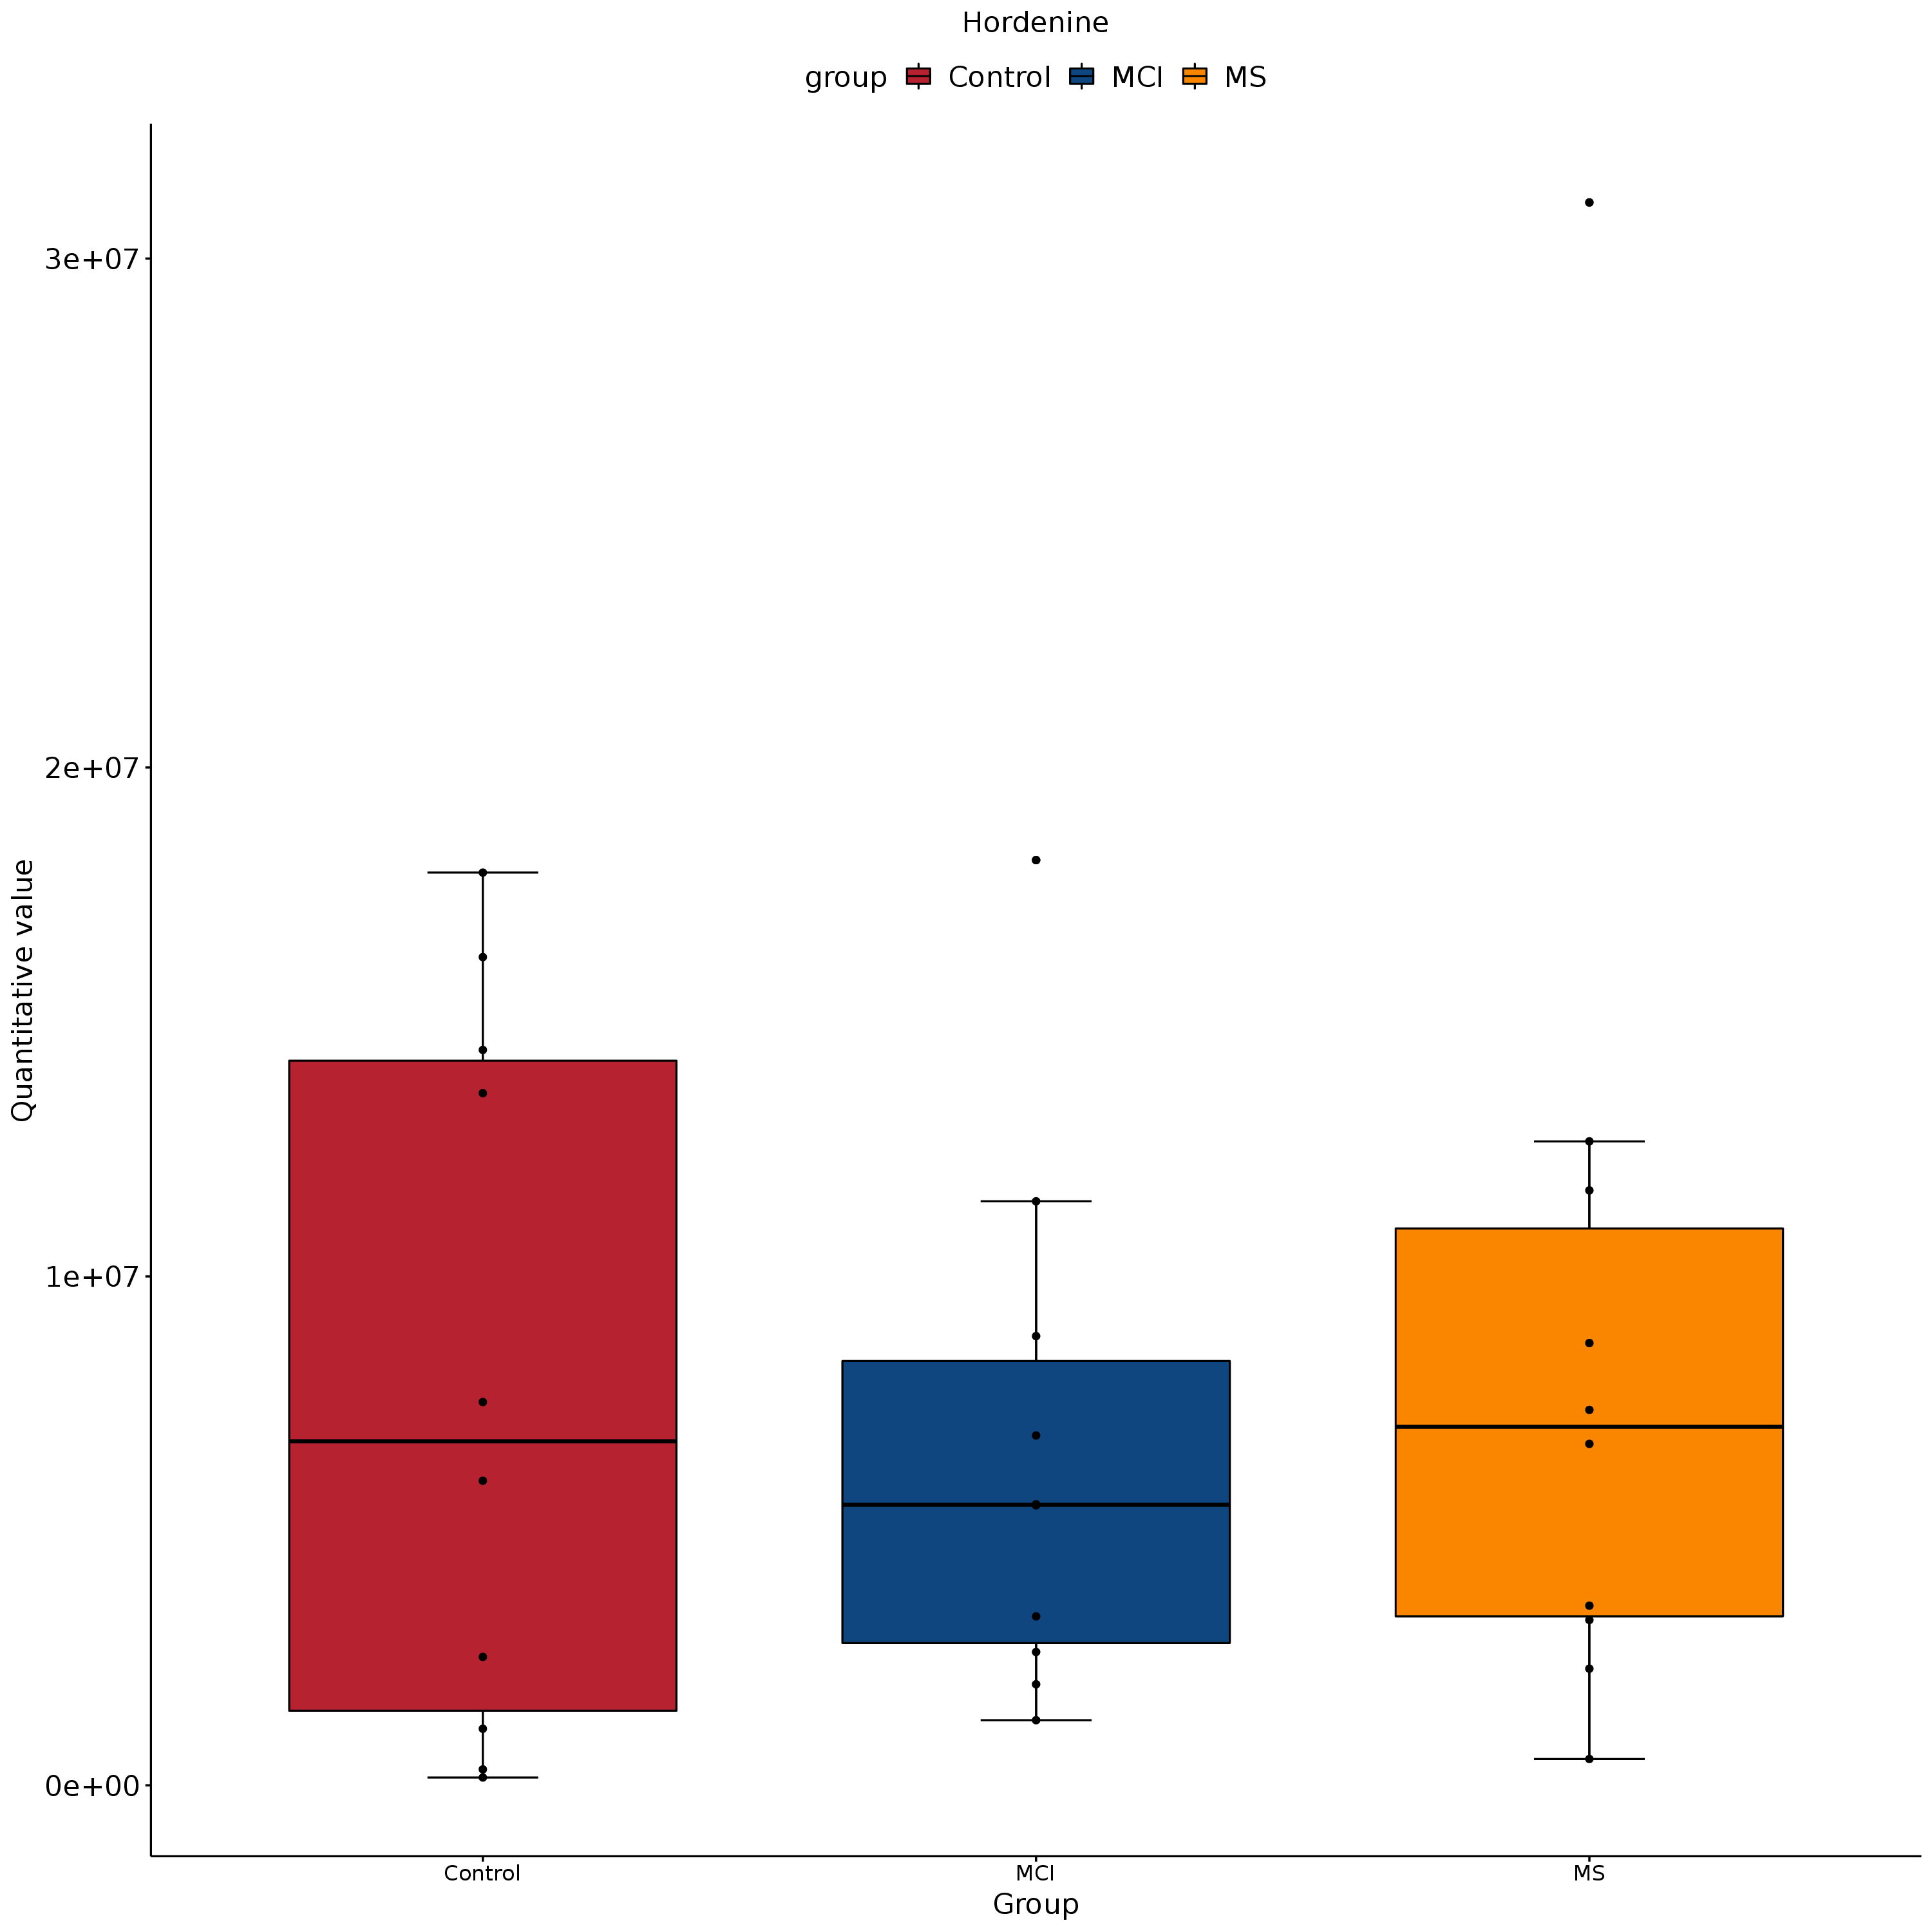 Hordenine
group Control MCI MS
3e+07
2e+07
1e+07
0e+00
Quantitative value
Control MCI MS
Group